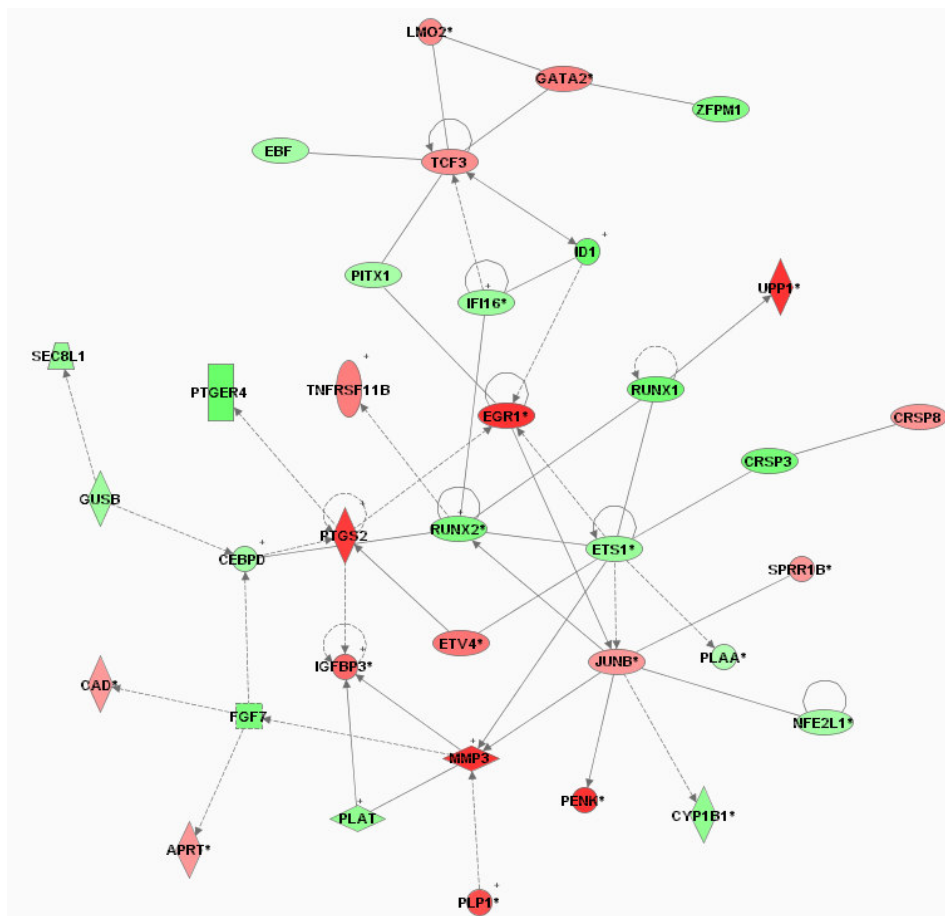 LMO2*
GATA2*
ZFPM1
EBF
TCF3
+
ID1
PITX1
+
IFI16*
UPP1*
SEC8L1
+
PTGER4
TNFRSF11B
RUNX1
EGR1*
CRSP8
CRSP3
GUSB
+
PTGS2
+
RUNX2*
+
CEBPD
ETS1*
SPRR1B*
ETV4*
+
IGFBP3*
JUNB*
PLAA*
CAD*
FGF7
NFE2L1*
+
MMP3
+
PLAT
PENK*
CYP1B1*
APRT*
+
PLP1*